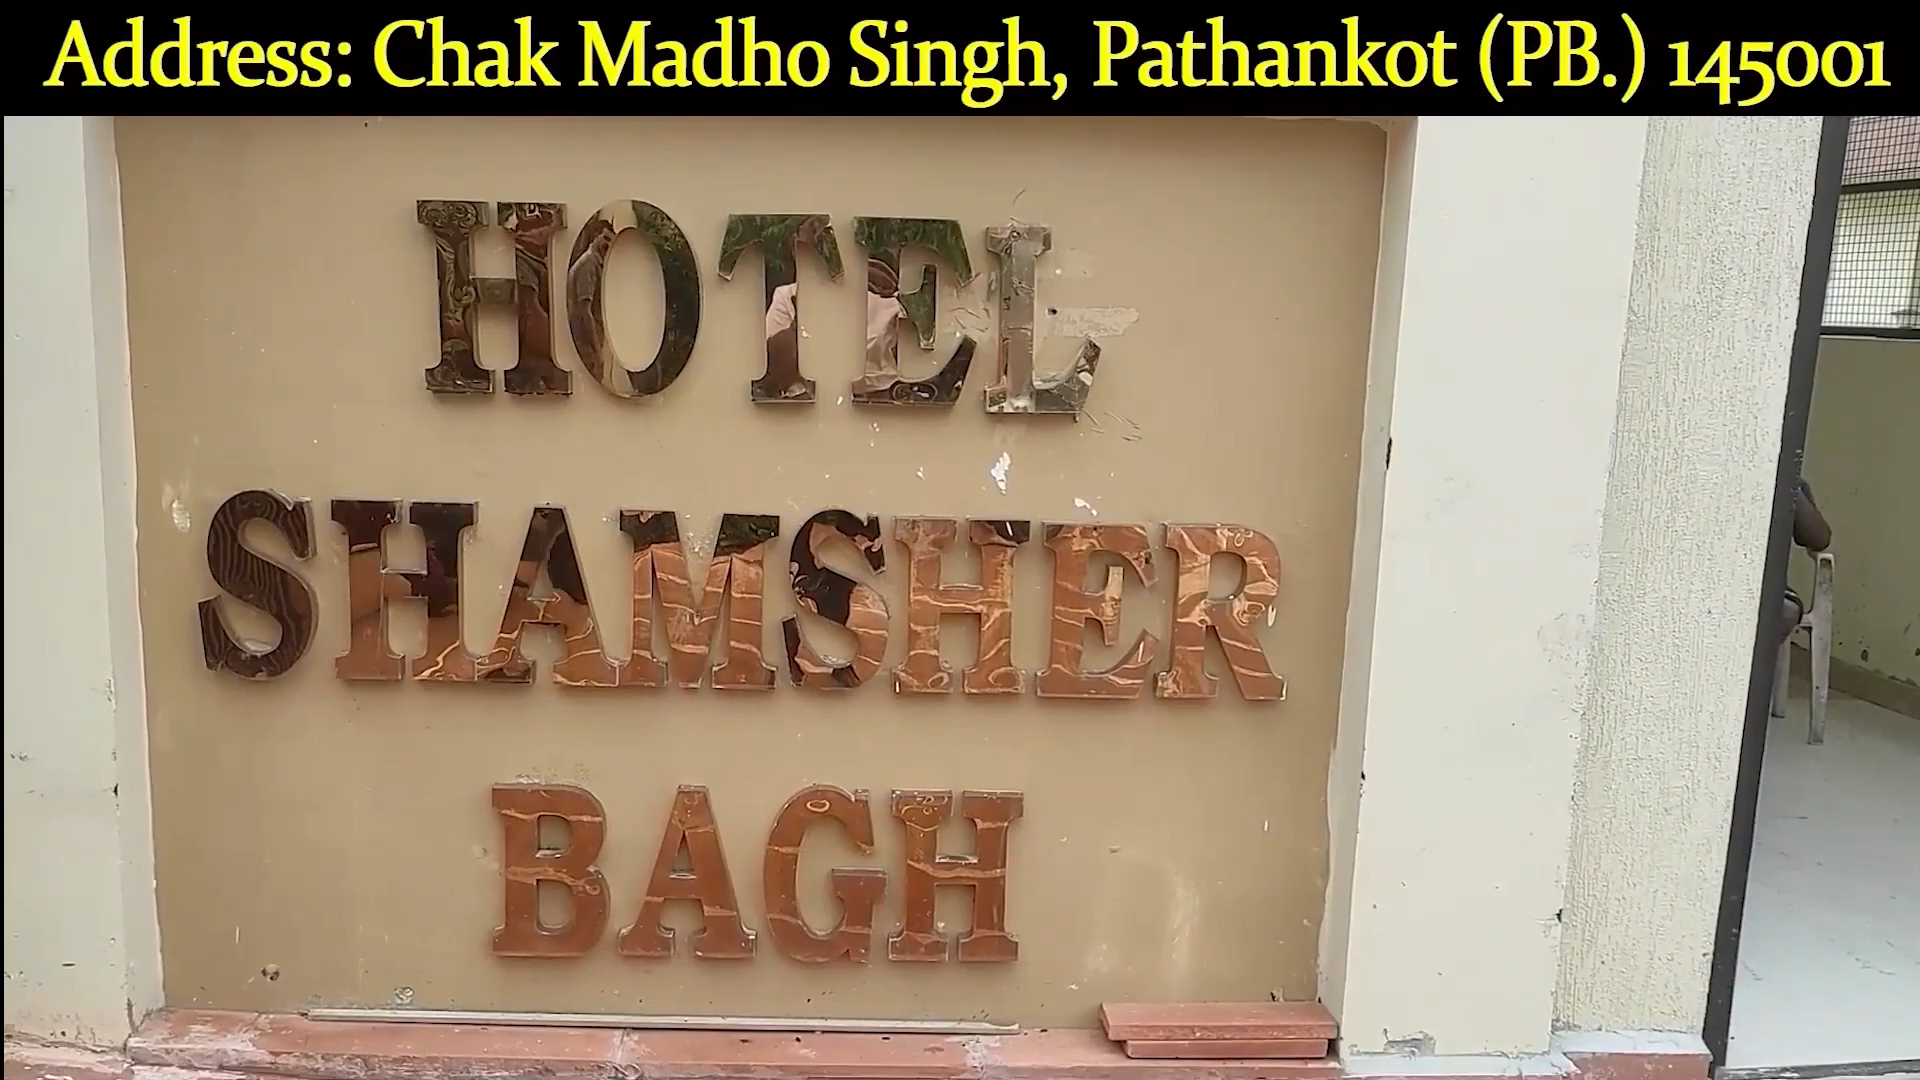 Address: Chak Madho Singh, Pathankot (PB.) 145001
HOTEL
SHAMSHER
BAGH